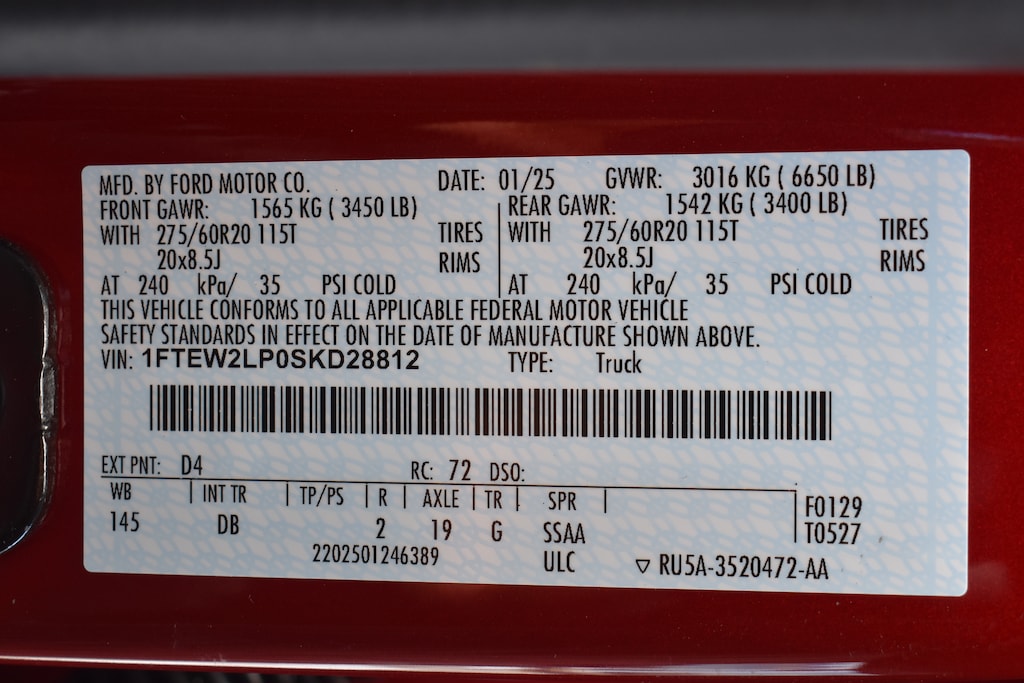 MFD. BY FORD MOTOR CO. DATE: 01/25 GVWR: 3016 KG ( 6650 LB)
FRONT GAWR: 1565 KG ( 3450 LB) REAR GAWR: 1542 KG ( 3400 LB)
WITH 275/60R20 115T TIRES WITH 275/60R20 115T TIRES
20x8.5J RIMS 20x8.5J RIMS
AT 240 kPa/ 35 PSI COLD AT 240 kPa/ 35 PSI COLD
THIS VEHICLE CONFORMS TO ALL APPLICABLE FEDERAL MOTOR VEHICLE
SAFETY STANDARDS IN EFFECT ON THE DATE OF MANUFACTURE SHOWN ABOVE.
VIN: 1FTEW2LP0SKD28812 TYPE: Truck
EXT PNT: D4 RC: 72 DSO:
WB INT TR TP/PS R AXLE TR SPR F0129
145 DB 2 19 G SSAA T0527
2202501246389 ULC ▽ RU5A-3520472-AA